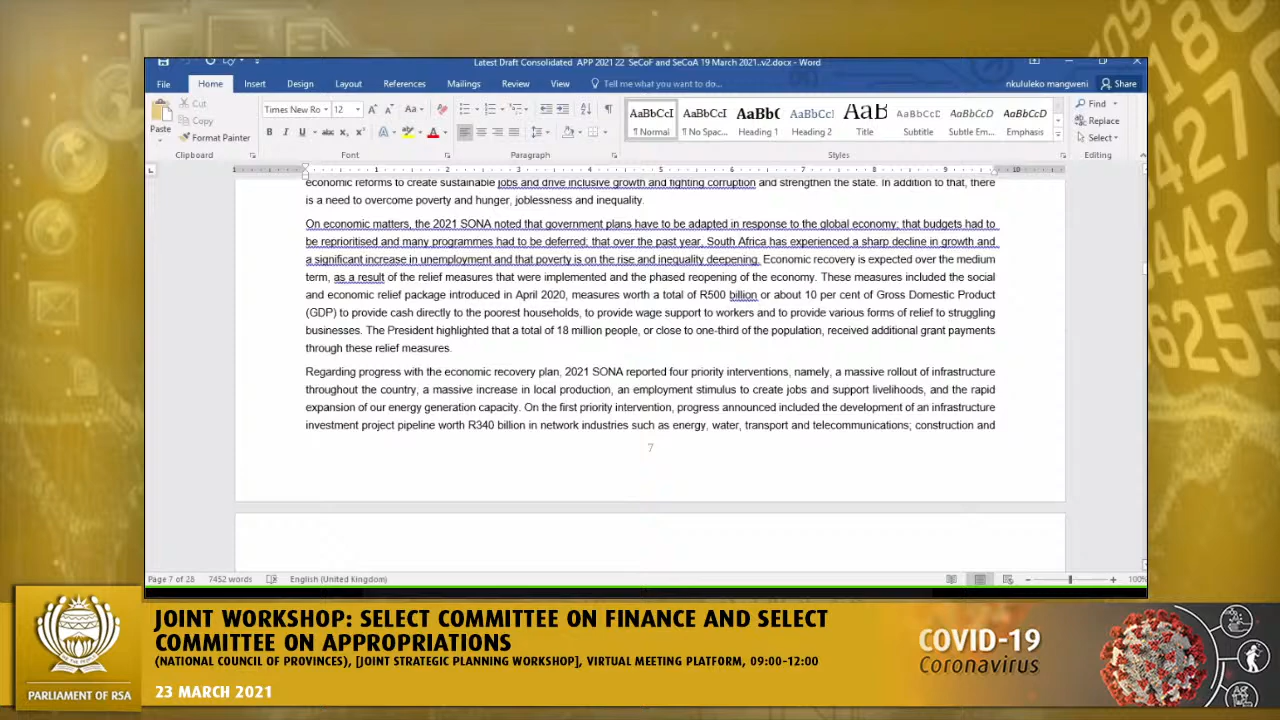 Latest Draft Consolidated APP 2021 22 SeCoF and SeCoA 19 March 2021..v2.docx - Word
File Home Insert Design Layout References Mailings Review View Tell me what you want to do... nkululeko mangweni Share
Cut
Copy
Paste
Format Painter
Clipboard
Times New Ro 12
Font
Paragraph
AaBbCcI AaBbCcI AaBbC AaBbCcI AaB AaBbCcD AaBbCcD AaBbCcI
¶ Normal ¶ No Spac... Heading 1 Heading 2 Title Subtitle Subtle Em... Emphasis
Styles
Find
Replace
Select
Editing
economic reforms to create sustainable jobs and drive inclusive growth and fighting corruption and strengthen the state. In addition to that, there
is a need to overcome poverty and hunger, joblessness and inequality.
On economic matters, the 2021 SONA noted that government plans have to be adapted in response to the global economy; that budgets had to
be reprioritised and many programmes had to be deferred; that over the past year, South Africa has experienced a sharp decline in growth and
a significant increase in unemployment and that poverty is on the rise and inequality deepening. Economic recovery is expected over the medium
term, as a result of the relief measures that were implemented and the phased reopening of the economy. These measures included the social
and economic relief package introduced in April 2020, measures worth a total of R500 billion or about 10 per cent of Gross Domestic Product
(GDP) to provide cash directly to the poorest households, to provide wage support to workers and to provide various forms of relief to struggling
businesses. The President highlighted that a total of 18 million people, or close to one-third of the population, received additional grant payments
through these relief measures.
Regarding progress with the economic recovery plan, 2021 SONA reported four priority interventions, namely, a massive rollout of infrastructure
throughout the country, a massive increase in local production, an employment stimulus to create jobs and support livelihoods, and the rapid
expansion of our energy generation capacity. On the first priority intervention, progress announced included the development of an infrastructure
investment project pipeline worth R340 billion in network industries such as energy, water, transport and telecommunications; construction and
7
Page 7 of 28 7452 words English (United Kingdom) 100%
JOINT WORKSHOP: SELECT COMMITTEE ON FINANCE AND SELECT
COMMITTEE ON APPROPRIATIONS
(NATIONAL COUNCIL OF PROVINCES), [JOINT STRATEGIC PLANNING WORKSHOP], VIRTUAL MEETING PLATFORM, 09:00-12:00
23 MARCH 2021
PARLIAMENT OF RSA
COVID-19
Coronavirus